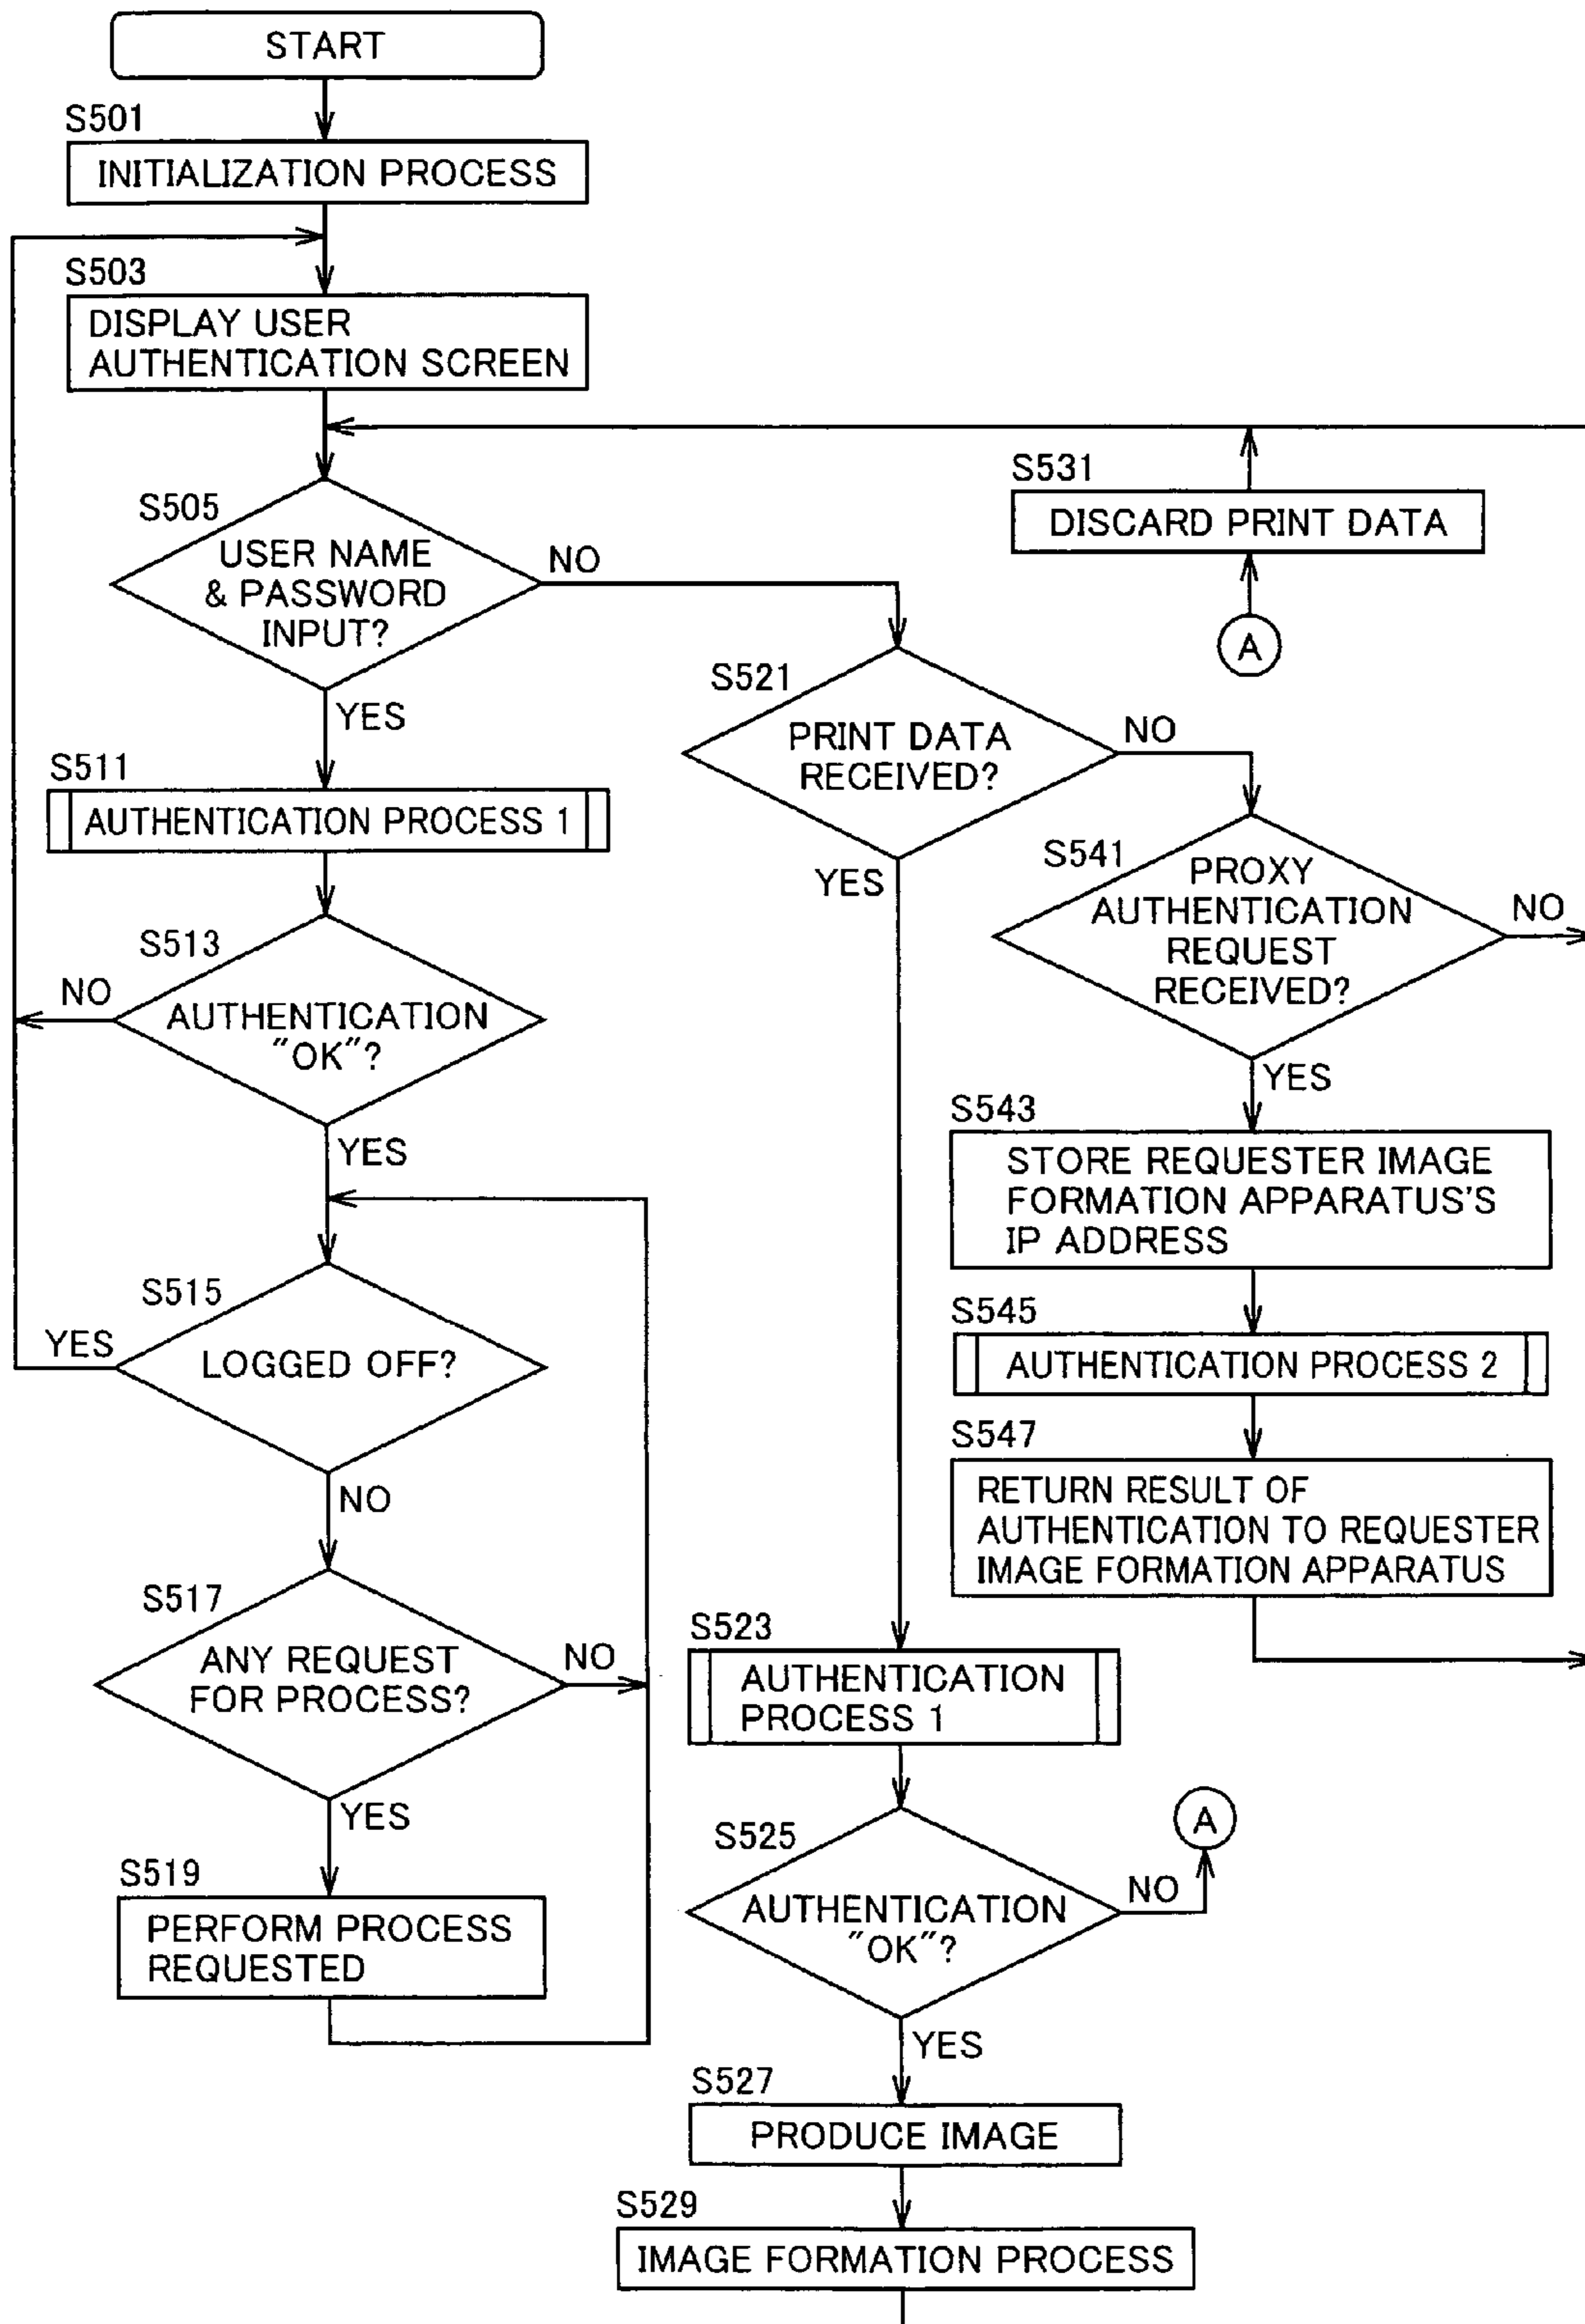 START
S501
INITIALIZATION PROCESS
S503
DISPLAY USER
AUTHENTICATION SCREEN
S505
USER NAME
& PASSWORD
INPUT?
NO
YES
S511
AUTHENTICATION PROCESS 1
S513
AUTHENTICATION
"OK"?
NO
YES
S515
LOGGED OFF?
YES
NO
S517
ANY REQUEST
FOR PROCESS?
NO
YES
S519
PERFORM PROCESS
REQUESTED
S521
PRINT DATA
RECEIVED?
NO
YES
S523
AUTHENTICATION
PROCESS 1
S525
AUTHENTICATION
"OK"?
NO
A
YES
S527
PRODUCE IMAGE
S529
IMAGE FORMATION PROCESS
S531
DISCARD PRINT DATA
A
S541
PROXY
AUTHENTICATION
REQUEST
RECEIVED?
NO
YES
S543
STORE REQUESTER IMAGE
FORMATION APPARATUS'S
IP ADDRESS
S545
AUTHENTICATION PROCESS 2
S547
RETURN RESULT OF
AUTHENTICATION TO REQUESTER
IMAGE FORMATION APPARATUS